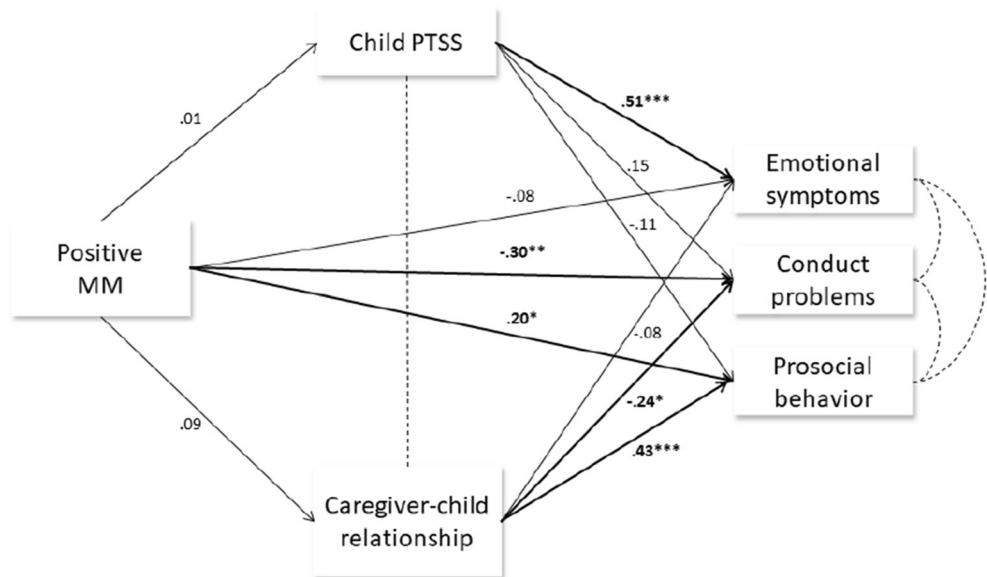 Child PTSS
.51***
.01
.15
Emotional
symptoms
-.08
-.11
Positive
MM
-.30**
Conduct
problems
.20*
-.08
Prosocial
behavior
-.24*
.09
.43***
Caregiver-child
relationship